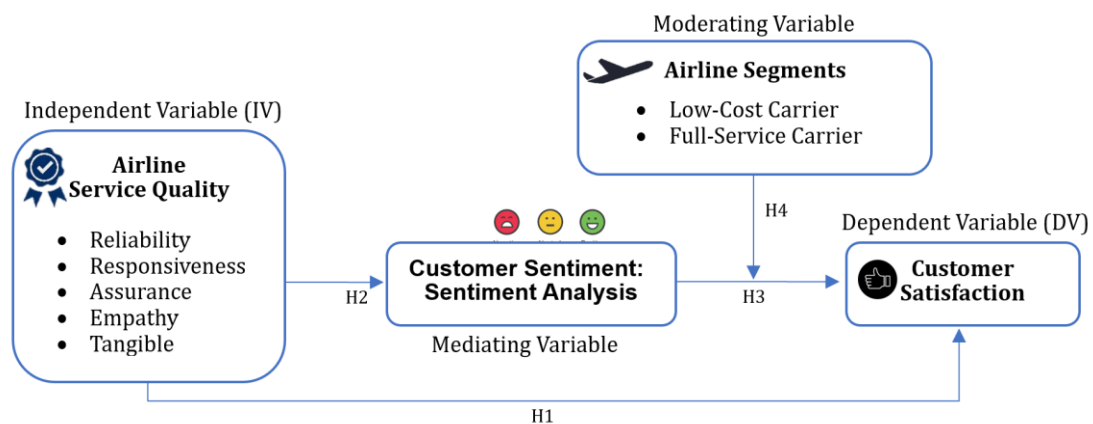 Moderating Variable
Airline Segments
• Low-Cost Carrier
• Full-Service Carrier
Independent Variable (IV)
Airline
Service Quality
• Reliability
• Responsiveness
• Assurance
• Empathy
• Tangible
H2
Customer Sentiment:
Sentiment Analysis
Mediating Variable
H4
H3
Dependent Variable (DV)
Customer
Satisfaction
H1